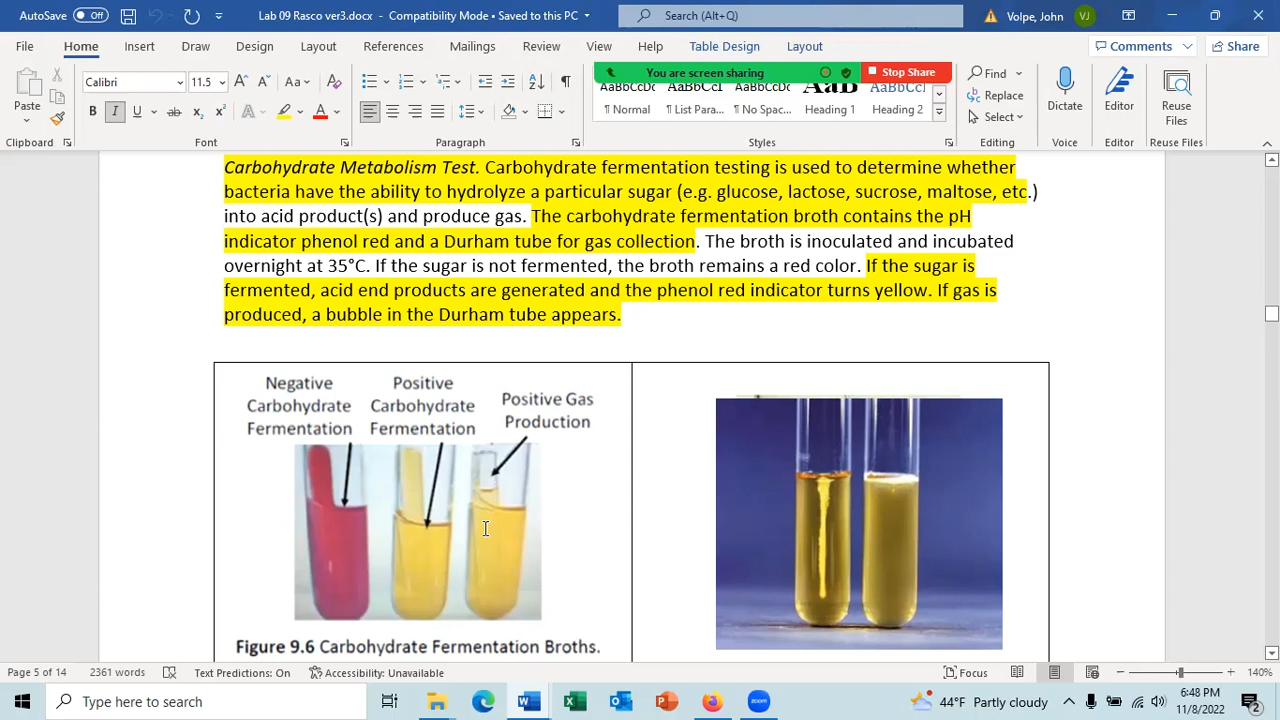 AutoSave Off Lab 09 Rasco ver3.docx - Compatibility Mode • Saved to this PC Search (Alt+Q) Volpe, John VJ
File Home Insert Draw Design Layout References Mailings Review View Help Table Design Layout Comments Share
You are screen sharing Stop Share
Paste Calibri 11.5 A A Aa A Find
AaBbCcDc AaBbCcDc AaBbCcDc AaB AaBbCcI
Replace Dictate Editor Reuse Files
B I U ab x₂ x² A A ¶ Normal ¶ List Para... ¶ No Spac... Heading 1 Heading 2 Select
Clipboard Font Paragraph Styles Editing Voice Editor Reuse Files
Carbohydrate Metabolism Test. Carbohydrate fermentation testing is used to determine whether
bacteria have the ability to hydrolyze a particular sugar (e.g. glucose, lactose, sucrose, maltose, etc.)
into acid product(s) and produce gas. The carbohydrate fermentation broth contains the pH
indicator phenol red and a Durham tube for gas collection. The broth is inoculated and incubated
overnight at 35°C. If the sugar is not fermented, the broth remains a red color. If the sugar is
fermented, acid end products are generated and the phenol red indicator turns yellow. If gas is
produced, a bubble in the Durham tube appears.
Negative
Carbohydrate
Fermentation
Positive
Carbohydrate
Fermentation
Positive Gas
Production
Figure 9.6 Carbohydrate Fermentation Broths.
Page 5 of 14 2361 words Text Predictions: On Accessibility: Unavailable Focus 140%
Type here to search 44°F Partly cloudy 6:48 PM
11/8/2022 2